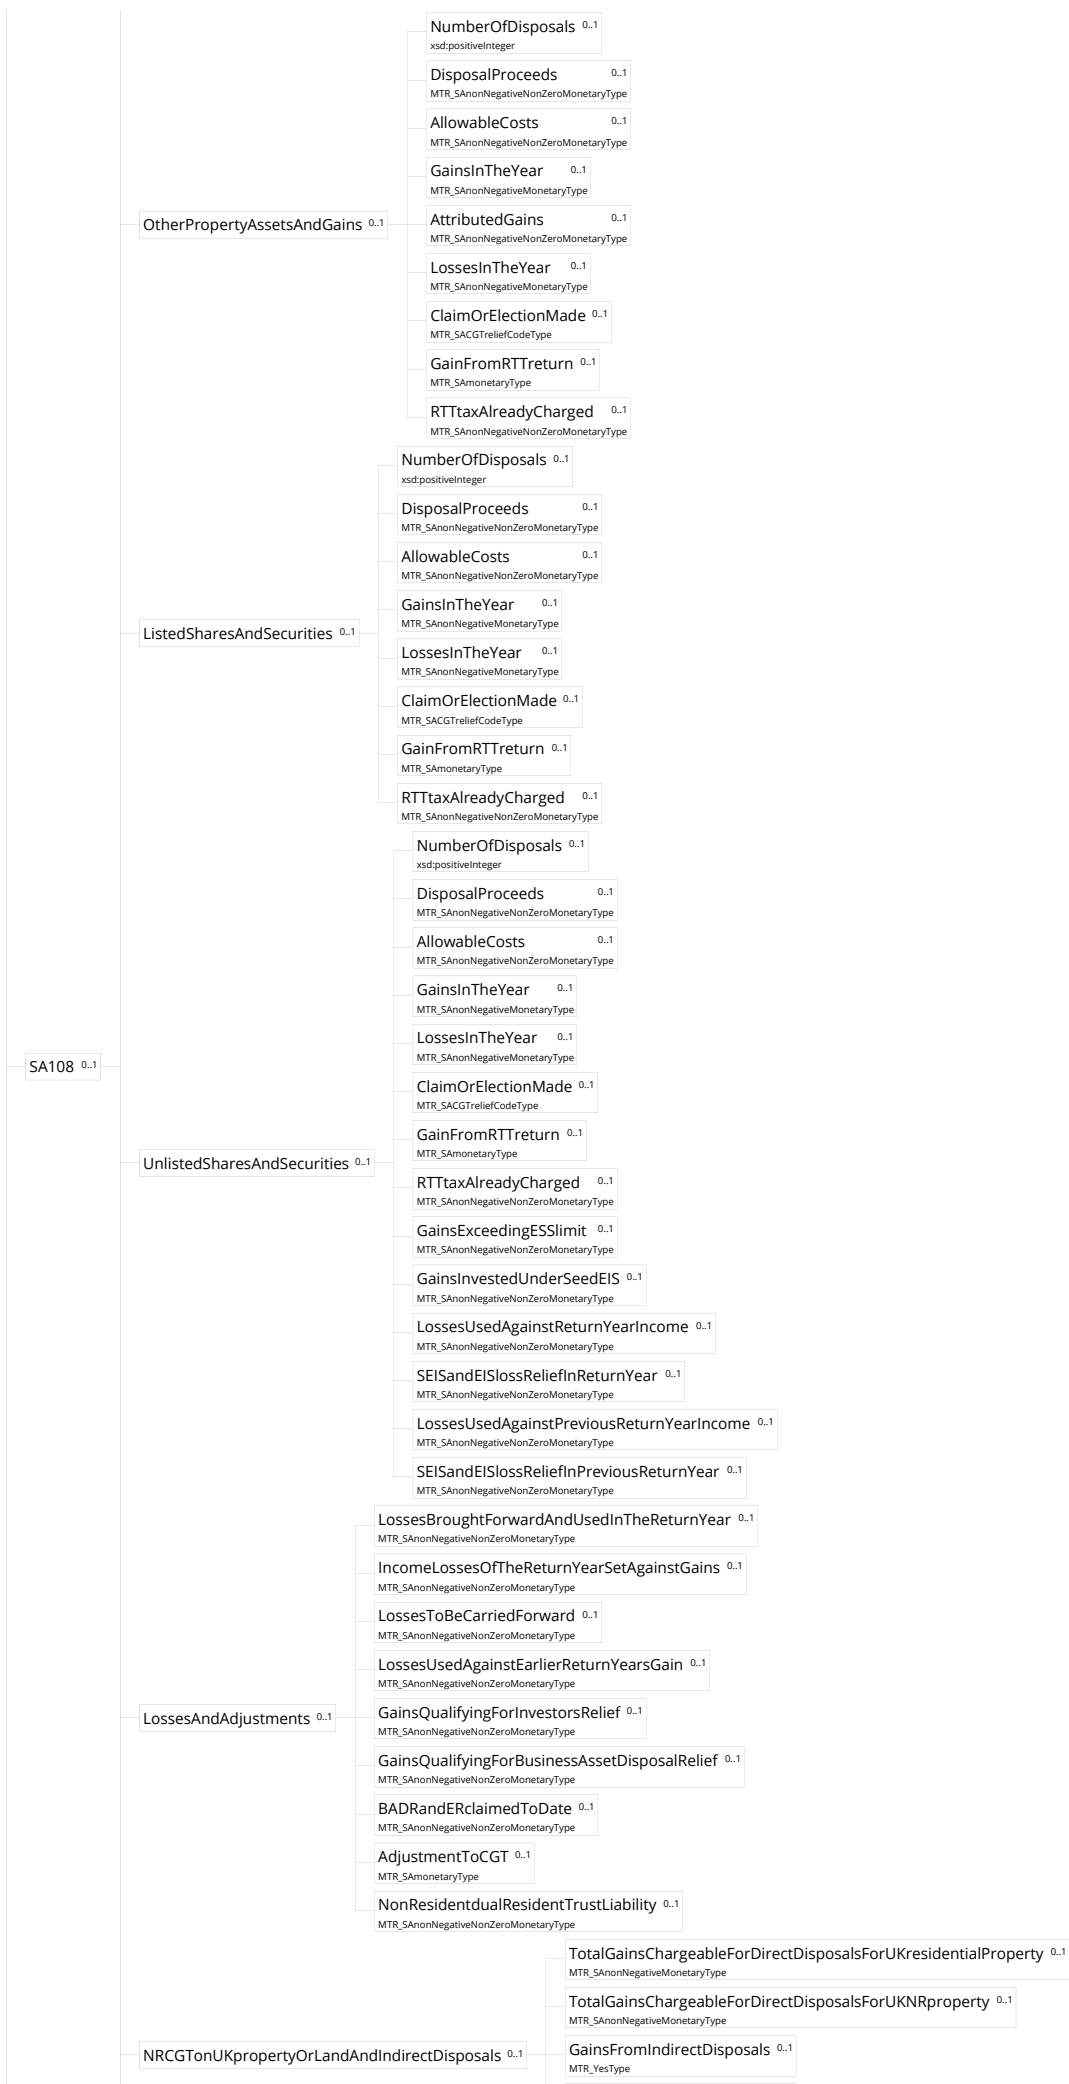 NumberOfDisposals 0..1
xsd:positiveInteger
DisposalProceeds 0..1
MTR_SAnonNegativeNonZeroMonetaryType
AllowableCosts 0..1
MTR_SAnonNegativeNonZeroMonetaryType
GainsInTheYear 0..1
MTR_SAnonNegativeMonetaryType
OtherPropertyAssetsAndGains 0..1
AttributedGains 0..1
MTR_SAnonNegativeNonZeroMonetaryType
LossesInTheYear 0..1
MTR_SAnonNegativeMonetaryType
ClaimOrElectionMade 0..1
MTR_SACGTreliefCodeType
GainFromRTTreturn 0..1
MTR_SAmonetaryType
RTTtaxAlreadyCharged 0..1
MTR_SAnonNegativeNonZeroMonetaryType
NumberOfDisposals 0..1
xsd:positiveInteger
DisposalProceeds 0..1
MTR_SAnonNegativeNonZeroMonetaryType
AllowableCosts 0..1
MTR_SAnonNegativeNonZeroMonetaryType
GainsInTheYear 0..1
MTR_SAnonNegativeMonetaryType
ListedSharesAndSecurities 0..1
LossesInTheYear 0..1
MTR_SAnonNegativeMonetaryType
ClaimOrElectionMade 0..1
MTR_SACGTreliefCodeType
GainFromRTTreturn 0..1
MTR_SAmonetaryType
RTTtaxAlreadyCharged 0..1
MTR_SAnonNegativeNonZeroMonetaryType
NumberOfDisposals 0..1
xsd:positiveInteger
DisposalProceeds 0..1
MTR_SAnonNegativeNonZeroMonetaryType
AllowableCosts 0..1
MTR_SAnonNegativeNonZeroMonetaryType
GainsInTheYear 0..1
MTR_SAnonNegativeMonetaryType
LossesInTheYear 0..1
MTR_SAnonNegativeMonetaryType
SA108 0..1
ClaimOrElectionMade 0..1
MTR_SACGTreliefCodeType
GainFromRTTreturn 0..1
MTR_SAmonetaryType
UnlistedSharesAndSecurities 0..1
RTTtaxAlreadyCharged 0..1
MTR_SAnonNegativeNonZeroMonetaryType
GainsExceedingESSlimit 0..1
MTR_SAnonNegativeNonZeroMonetaryType
GainsInvestedUnderSeedEIS 0..1
MTR_SAnonNegativeNonZeroMonetaryType
LossesUsedAgainstReturnYearIncome 0..1
MTR_SAnonNegativeNonZeroMonetaryType
SEISandEISlossReliefInReturnYear 0..1
MTR_SAnonNegativeNonZeroMonetaryType
LossesUsedAgainstPreviousReturnYearIncome 0..1
MTR_SAnonNegativeNonZeroMonetaryType
SEISandEISlossReliefInPreviousReturnYear 0..1
MTR_SAnonNegativeNonZeroMonetaryType
LossesBroughtForwardAndUsedInTheReturnYear 0..1
MTR_SAnonNegativeNonZeroMonetaryType
IncomeLossesOfTheReturnYearSetAgainstGains 0..1
MTR_SAnonNegativeNonZeroMonetaryType
LossesToBeCarriedForward 0..1
MTR_SAnonNegativeNonZeroMonetaryType
LossesUsedAgainstEarlierReturnYearsGain 0..1
MTR_SAnonNegativeNonZeroMonetaryType
LossesAndAdjustments 0..1
GainsQualifyingForInvestorsRelief 0..1
MTR_SAnonNegativeNonZeroMonetaryType
GainsQualifyingForBusinessAssetDisposalRelief 0..1
MTR_SAnonNegativeNonZeroMonetaryType
BADRandERclaimedToDate 0..1
MTR_SAnonNegativeNonZeroMonetaryType
AdjustmentToCGT 0..1
MTR_SAmonetaryType
NonResidentdualResidentTrustLiability 0..1
MTR_SAnonNegativeNonZeroMonetaryType
TotalGainsChargeableForDirectDisposalsForUKresidentialProperty 0..1
MTR_SAnonNegativeMonetaryType
TotalGainsChargeableForDirectDisposalsForUKNRproperty 0..1
MTR_SAnonNegativeMonetaryType
NRCGTonUKpropertyOrLandAndIndirectDisposals 0..1
GainsFromIndirectDisposals 0..1
MTR_YesType